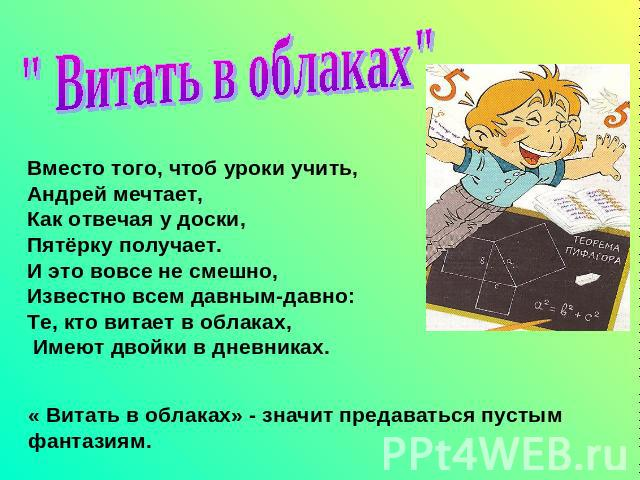 " Витать в облаках"
5
5
Вместо того, чтоб уроки учить,
Андрей мечтает,
Как отвечая у доски,
Пятёрку получает.
И это вовсе не смешно,
Известно всем давным-давно:
Те, кто витает в облаках,
Имеют двойки в дневниках.
ТЕОРЕМА
ПИФАГОРА
a²=b²+c²
« Витать в облаках» - значит предаваться пустым
фантазиям.
PPt4WEB.ru